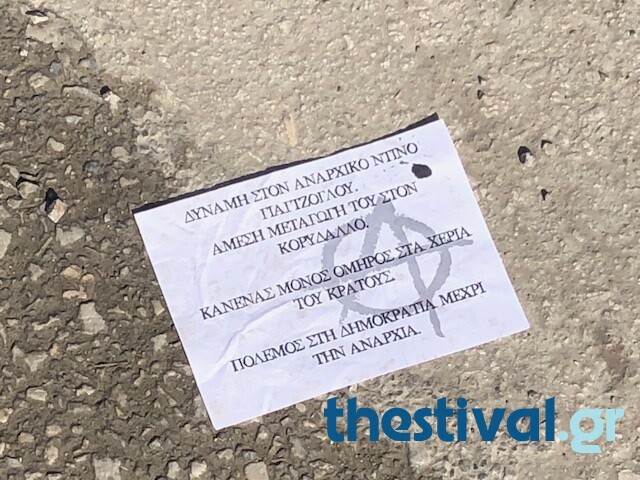 ΔΥΝΑΜΗ ΣΤΟΝ ΑΝΑΡΧΙΚΟ ΝΤΙΝΟ
ΓΙΑΓΤΖΟΓΛΟΥ.
ΑΜΕΣΗ ΜΕΤΑΓΩΓΗ ΤΟΥ ΣΤΟΝ
ΚΟΡΥΔΑΛΛΟ.
ΚΑΝΕΝΑΣ ΜΟΝΟΣ ΟΜΗΡΟΣ ΣΤΑ ΧΕΡΙΑ
ΤΟΥ ΚΡΑΤΟΥΣ.
ΠΟΛΕΜΟΣ ΣΤΗ ΔΗΜΟΚΡΑΤΙΑ ΜΕΧΡΙ
ΤΗΝ ΑΝΑΡΧΙΑ.
thestival.gr